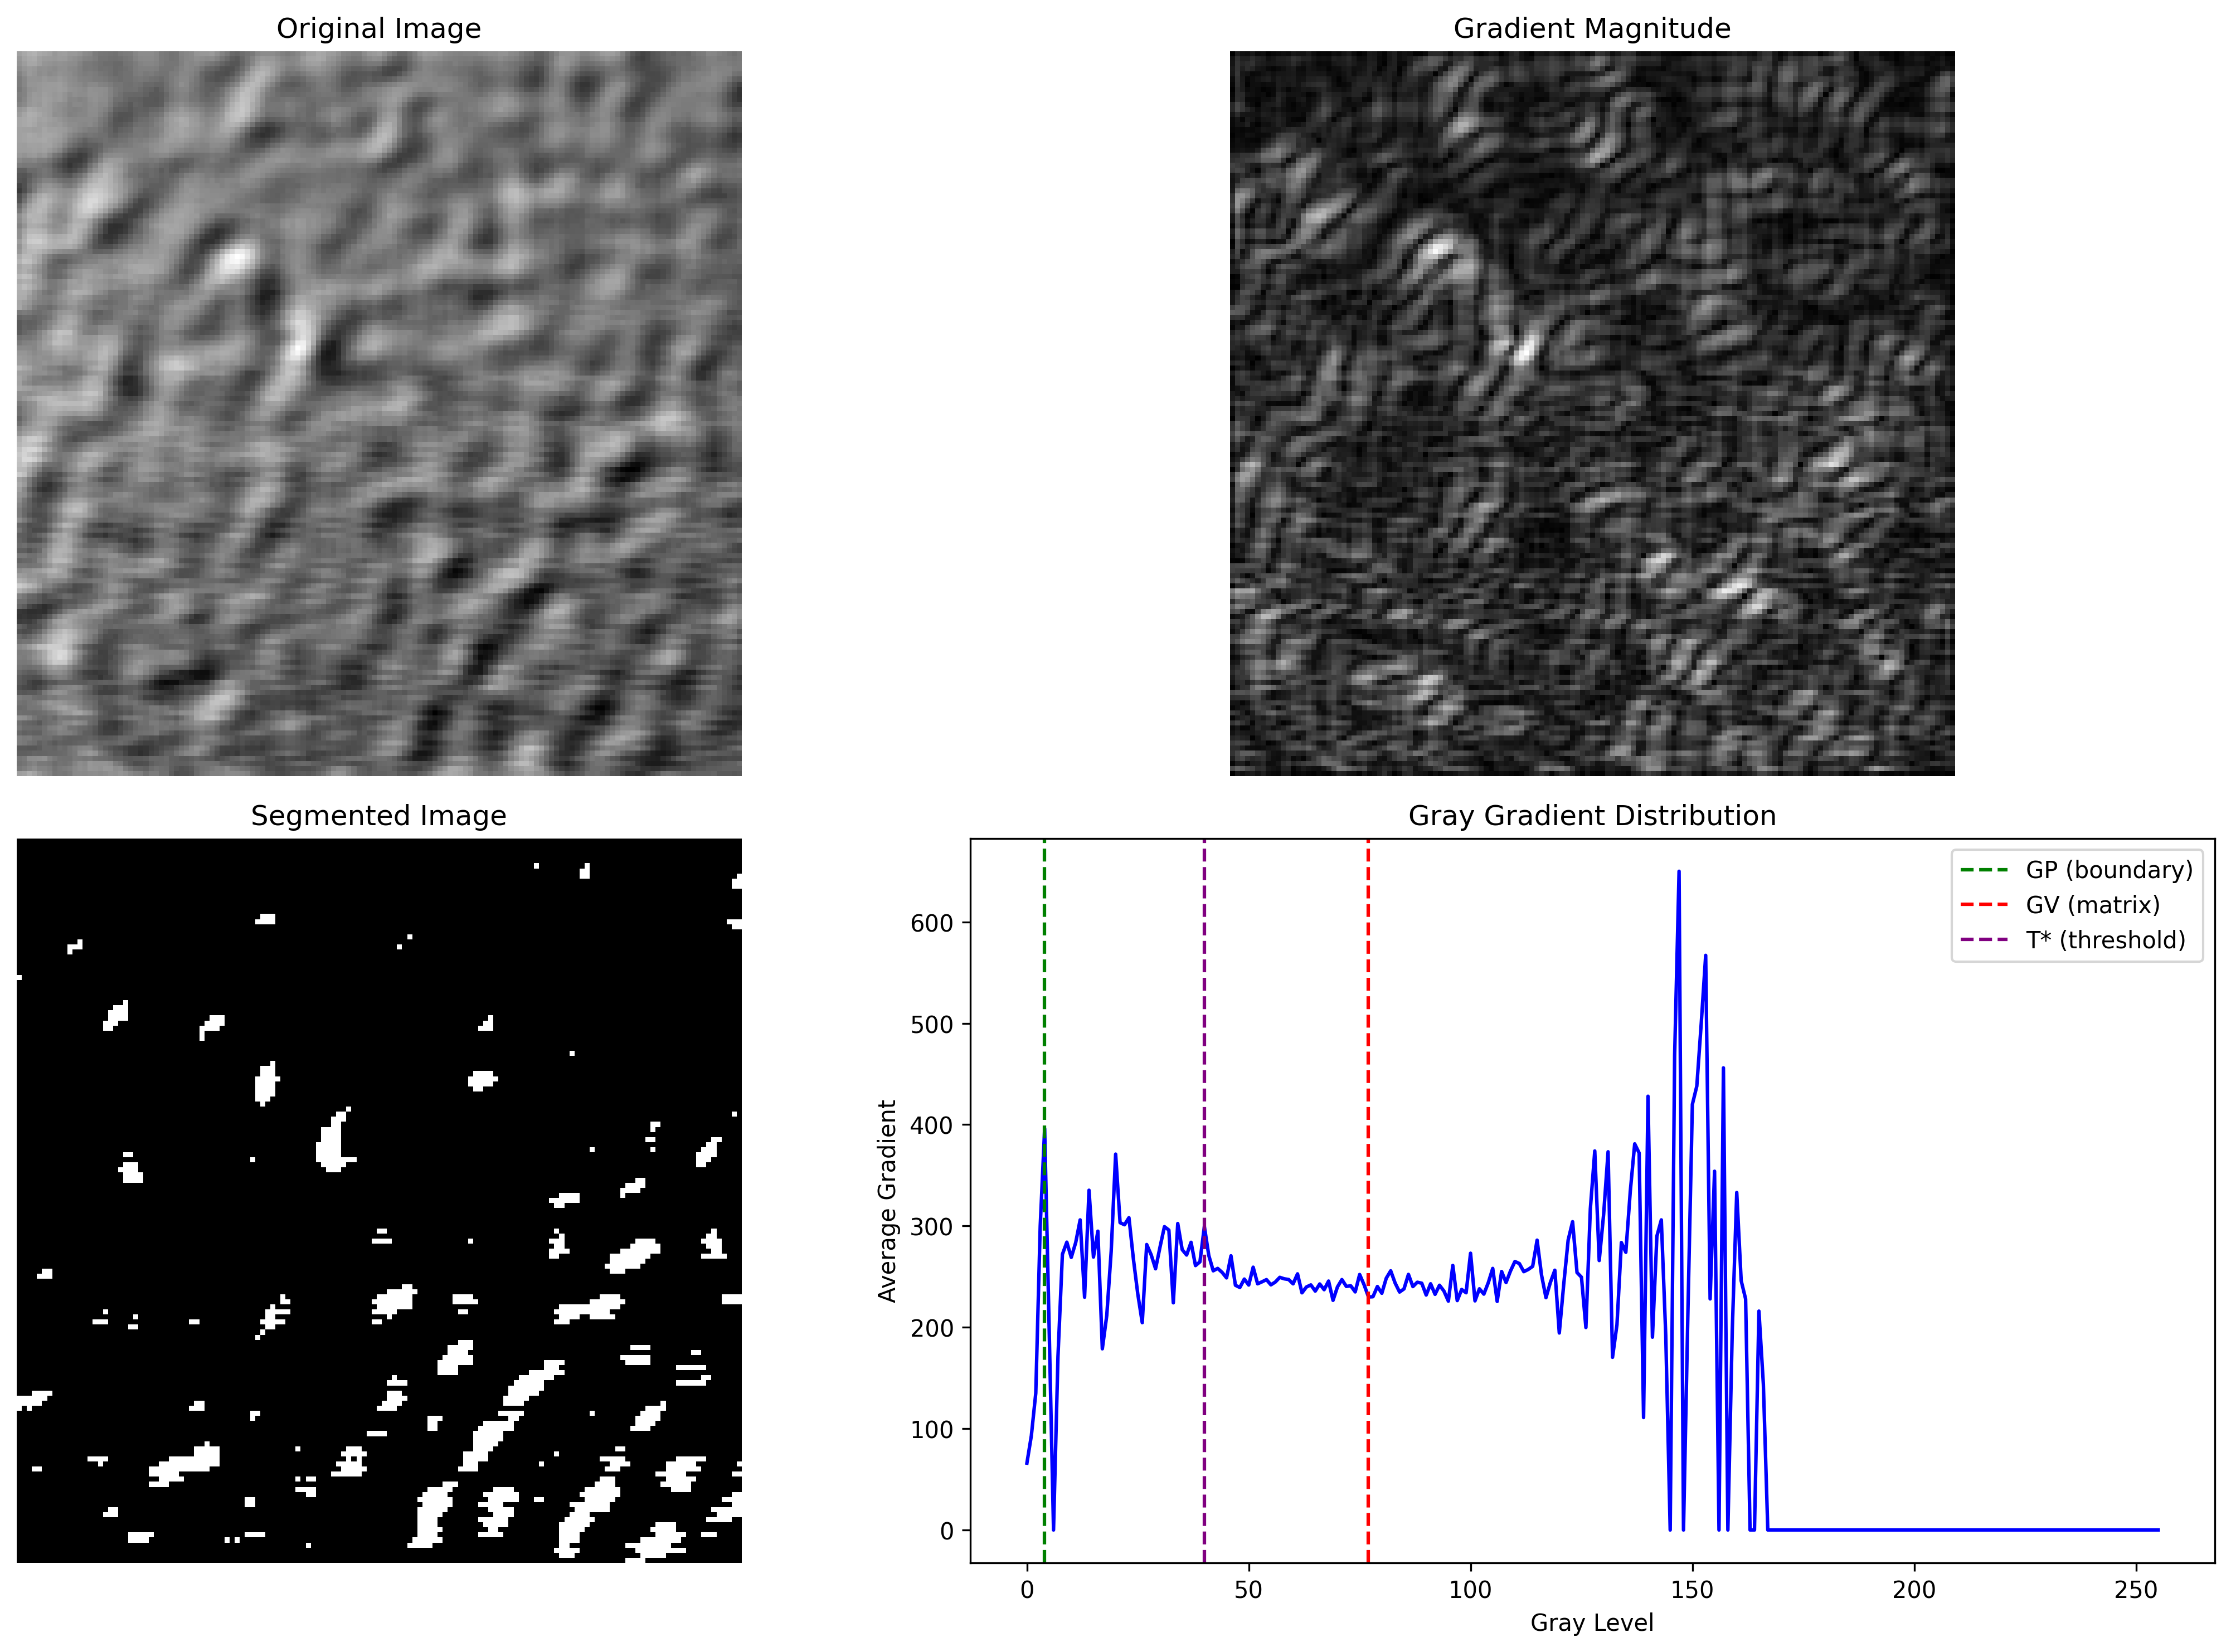 Original Image
Gradient Magnitude
Segmented Image
Gray Gradient Distribution
GP (boundary)
GV (matrix)
T* (threshold)
600
500
400
300
200
100
0
Average Gradient
0 50 100 150 200 250
Gray Level